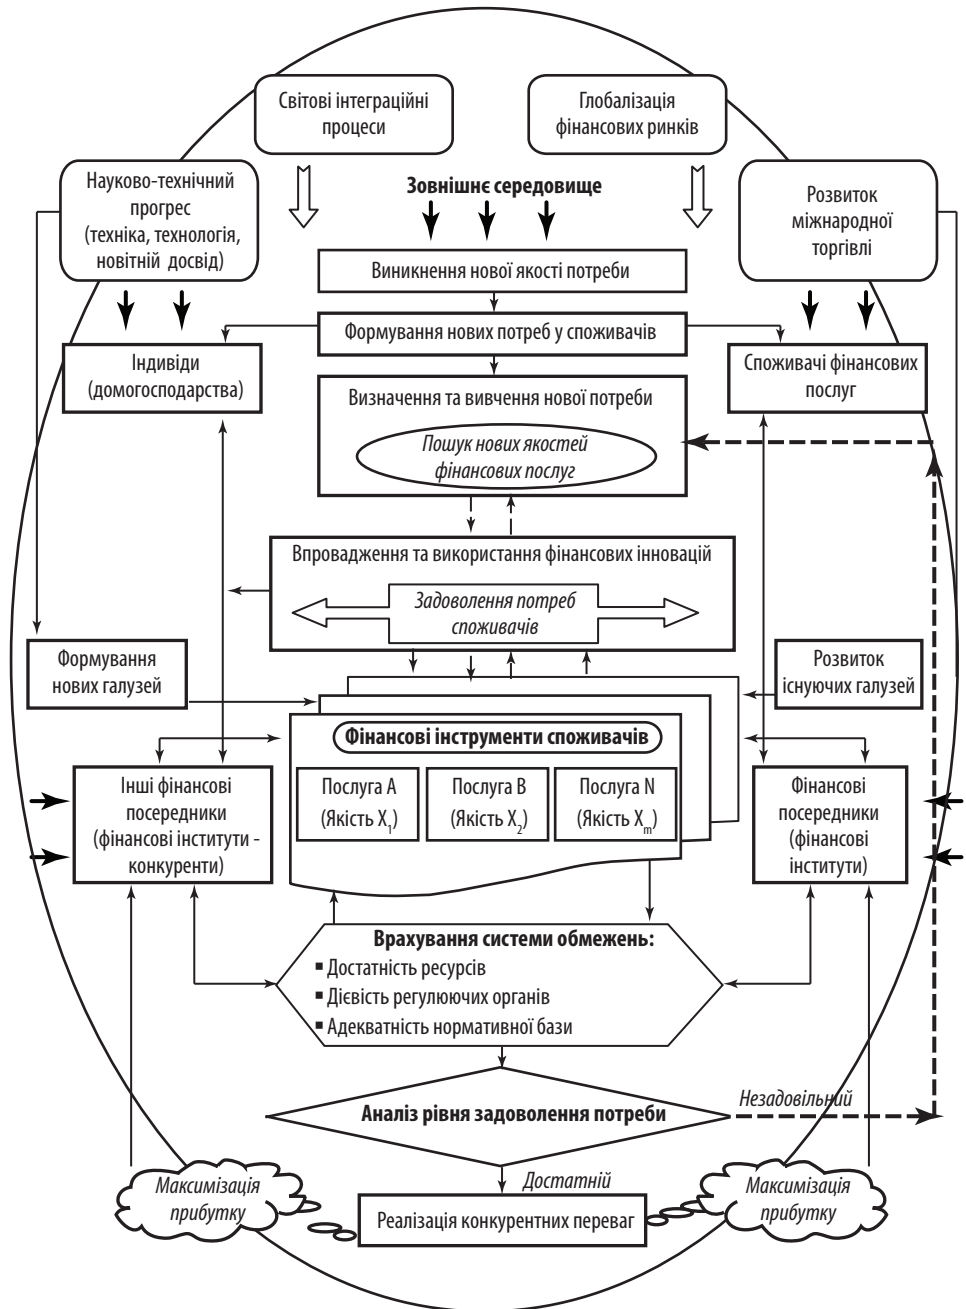 Світові інтеграційні
процеси
Глобалізація
фінансових ринків
Науково-технічний
прогрес
(техніка, технологія,
новітній досвід)
Зовнішнє середовище
Розвиток
міжнародної
торгівлі
Виникнення нової якості потреби
Формування нових потреб у споживачів
Індивіди
(домогосподарства)
Споживачі фінансових
послуг
Визначення та вивчення нової потреби
Пошук нових якостей
фінансових послуг
Впровадження та використання фінансових інновацій
Задоволення потреб
споживачів
Формування
нових галузей
Розвиток
існуючих галузей
Фінансові інструменти споживачів
Послуга А
(Якість X₁)
Послуга В
(Якість X₂)
Послуга N
(Якість Xₘ)
Інші фінансові
посередники
(фінансові інститути -
конкуренти)
Фінансові
посередники
(фінансові
інститути)
Врахування системи обмежень:
▪ Достатність ресурсів
▪ Дієвість регулюючих органів
▪ Адекватність нормативної бази
Аналіз рівня задоволення потреби
Незадовільний
Достатній
Максимізація
прибутку
Реалізація конкурентних переваг
Максимізація
прибутку